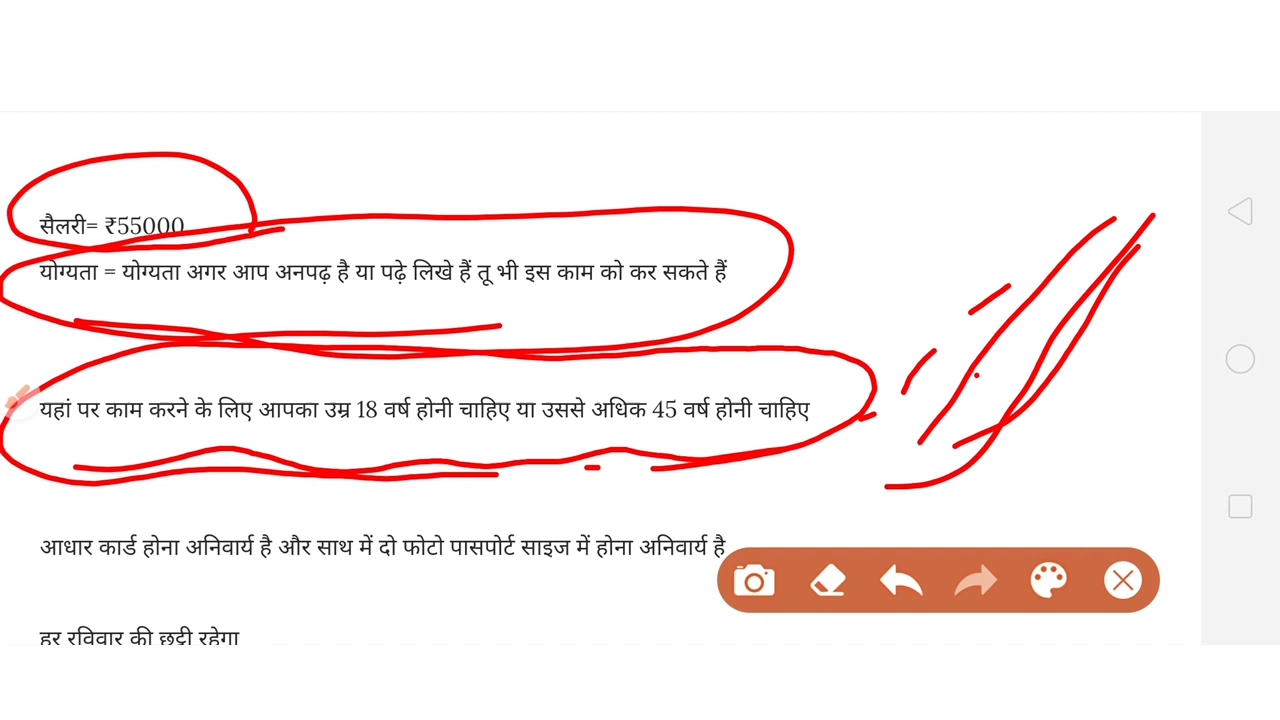 सैलरी= ₹55000
योग्यता = योग्यता अगर आप अनपढ़ है या पढ़े लिखे हैं तू भी इस काम को कर सकते हैं
यहां पर काम करने के लिए आपका उम्र 18 वर्ष होनी चाहिए या उससे अधिक 45 वर्ष होनी चाहिए
आधार कार्ड होना अनिवार्य है और साथ में दो फोटो पासपोर्ट साइज में होना अनिवार्य है
हर रविवार की छुट्टी रहेगा